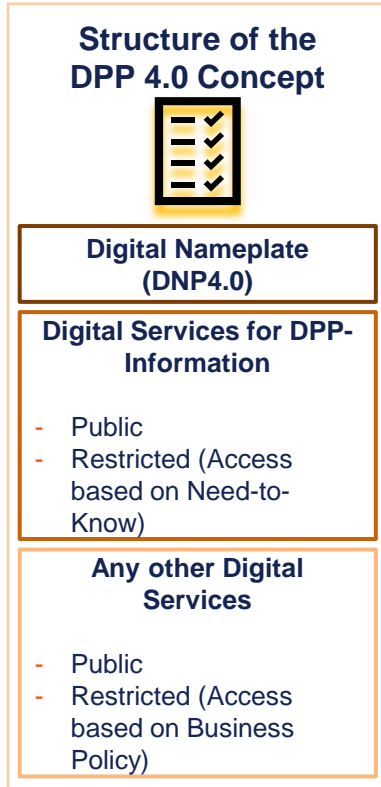 Structure of the
DPP 4.0 Concept
Digital Nameplate
(DNP4.0)
Digital Services for DPP-
Information
- Public
- Restricted (Access
based on Need-to-
Know)
Any other Digital
Services
- Public
- Restricted (Access
based on Business
Policy)